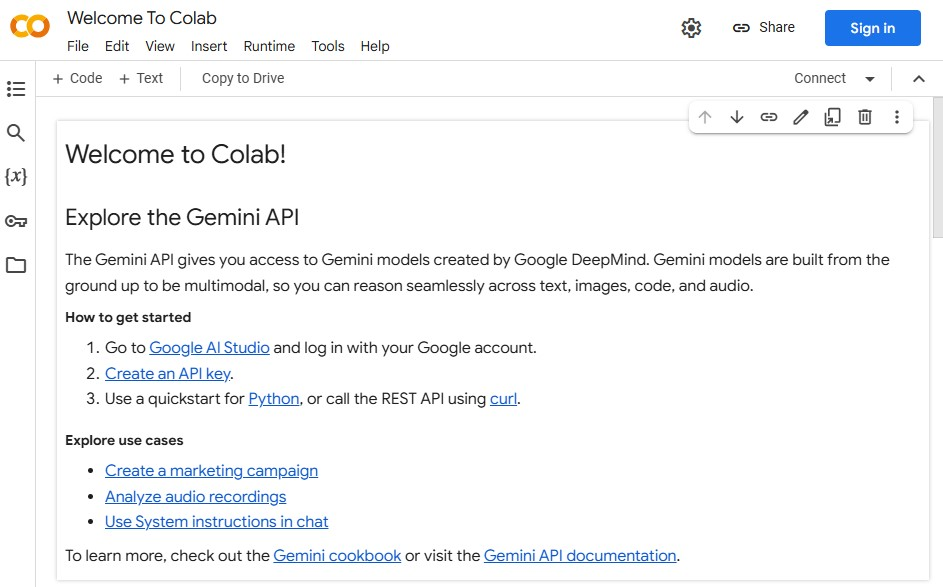 Welcome To Colab
File Edit View Insert Runtime Tools Help
Share
Sign in
+ Code + Text Copy to Drive
Connect
{x}
Welcome to Colab!
Explore the Gemini API
The Gemini API gives you access to Gemini models created by Google DeepMind. Gemini models are built from the
ground up to be multimodal, so you can reason seamlessly across text, images, code, and audio.
How to get started
1. Go to Google AI Studio and log in with your Google account.
2. Create an API key.
3. Use a quickstart for Python, or call the REST API using curl.
Explore use cases
• Create a marketing campaign
• Analyze audio recordings
• Use System instructions in chat
To learn more, check out the Gemini cookbook or visit the Gemini API documentation.